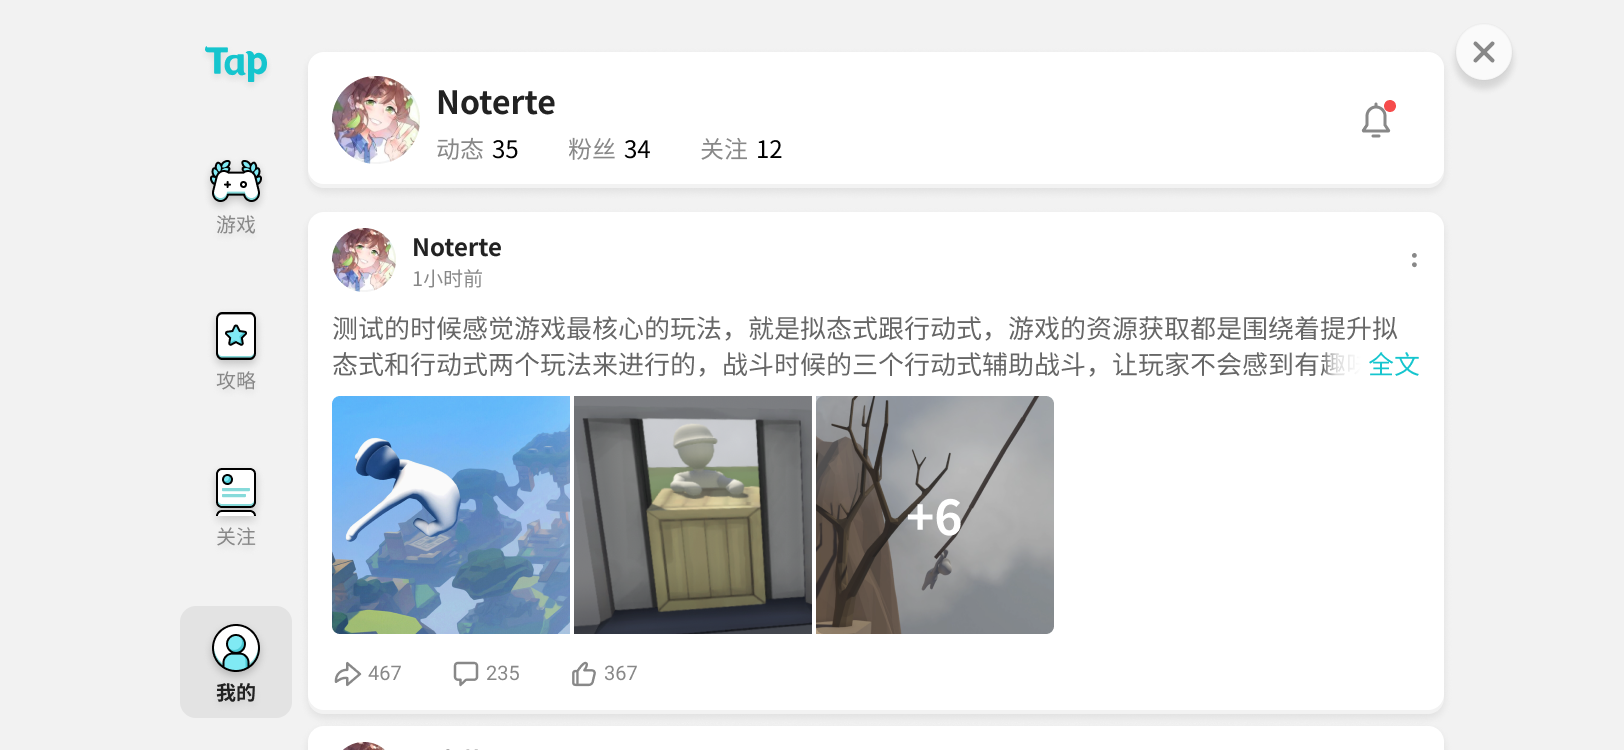 Tap
Noterte
动态 35 粉丝 34 关注 12
游戏
攻略
关注
我的
Noterte
1小时前
测试的时候感觉游戏最核心的玩法，就是拟态式跟行动式，游戏的资源获取都是围绕着提升拟
态式和行动式两个玩法来进行的，战斗时候的三个行动式辅助战斗，让玩家不会感到有趣 全文
+6
467 235 367